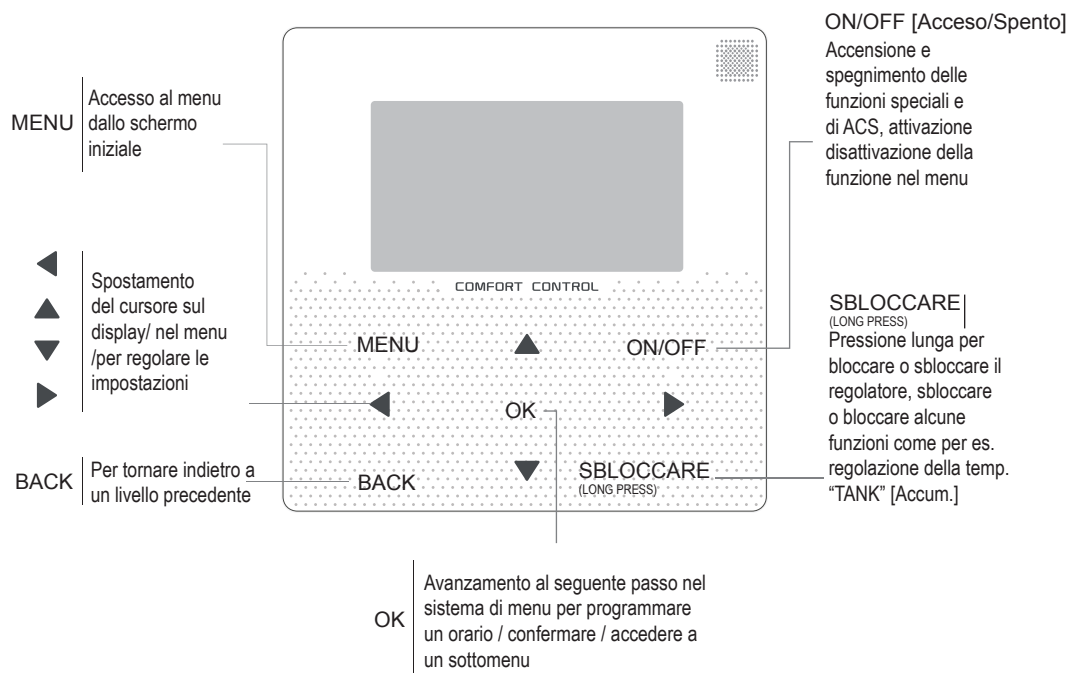 ON/OFF [Acceso/Spento]
Accensione e
spegnimento delle
funzioni speciali e
di ACS, attivazione
disattivazione della
funzione nel menu
MENU
Accesso al menu
dallo schermo
iniziale
Spostamento
del cursore sul
display/ nel menu
/per regolare le
impostazioni
BACK
Per tornare indietro a
un livello precedente
COMFORT CONTROL
MENU
ON/OFF
OK
BACK
SBLOCCARE
(LONG PRESS)
SBLOCCARE
(LONG PRESS)
Pressione lunga per
bloccare o sbloccare il
regolatore, sbloccare
o bloccare alcune
funzioni come per es.
regolazione della temp.
“TANK” [Accum.]
OK
Avanzamento al seguente passo nel
sistema di menu per programmare
un orario / confermare / accedere a
un sottomenu